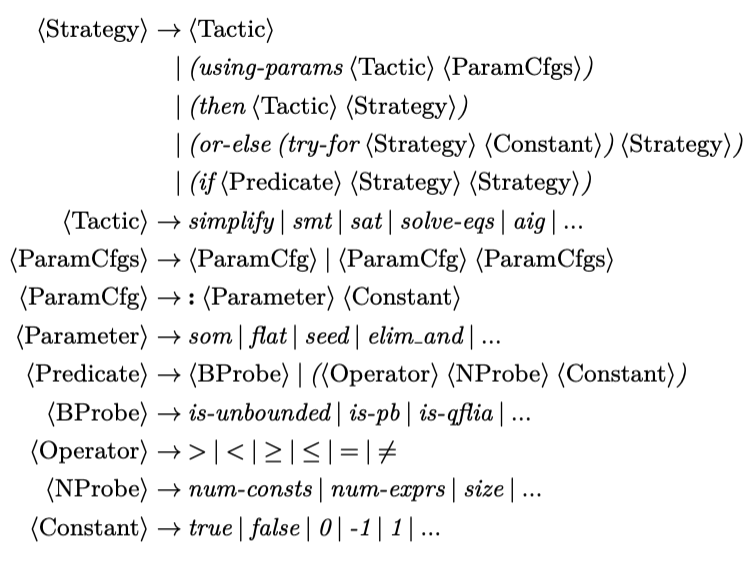 ⟨Strategy⟩ → ⟨Tactic⟩
| (using-params ⟨Tactic⟩ ⟨ParamCfgs⟩)
| (then ⟨Tactic⟩ ⟨Strategy⟩)
| (or-else (try-for ⟨Strategy⟩ ⟨Constant⟩) ⟨Strategy⟩)
| (if ⟨Predicate⟩ ⟨Strategy⟩ ⟨Strategy⟩)
⟨Tactic⟩ → simplify | smt | sat | solve-eqs | aig | ...
⟨ParamCfgs⟩ → ⟨ParamCfg⟩ | ⟨ParamCfg⟩ ⟨ParamCfgs⟩
⟨ParamCfg⟩ → : ⟨Parameter⟩ ⟨Constant⟩
⟨Parameter⟩ → som | flat | seed | elim_and | ...
⟨Predicate⟩ → ⟨BProbe⟩ | (⟨Operator⟩ ⟨NProbe⟩ ⟨Constant⟩)
⟨BProbe⟩ → is-unbounded | is-pb | is-qflia | ...
⟨Operator⟩ → > | < | ≥ | ≤ | = | ≠
⟨NProbe⟩ → num-consts | num-exprs | size | ...
⟨Constant⟩ → true | false | 0 | -1 | 1 | ...